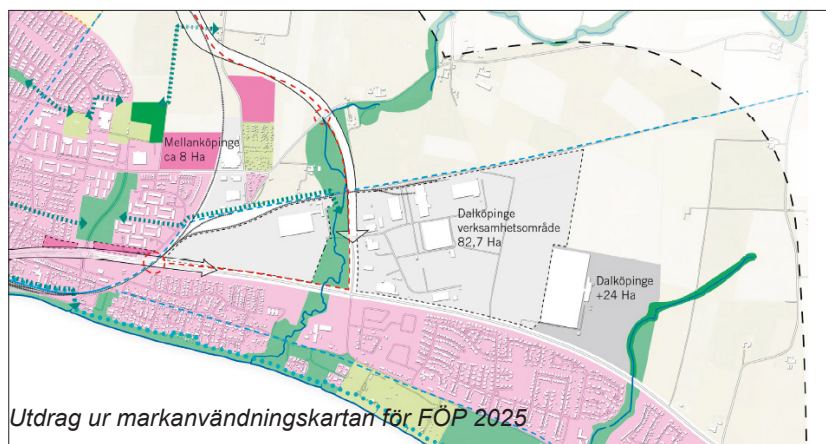 Mellanköpinge
ca 8 Ha
Dalköpinge
verksamhetsområde
82,7 Ha
Dalköpinge
+24 Ha
Utdrag ur markanvändningskartan för FÖP 2025